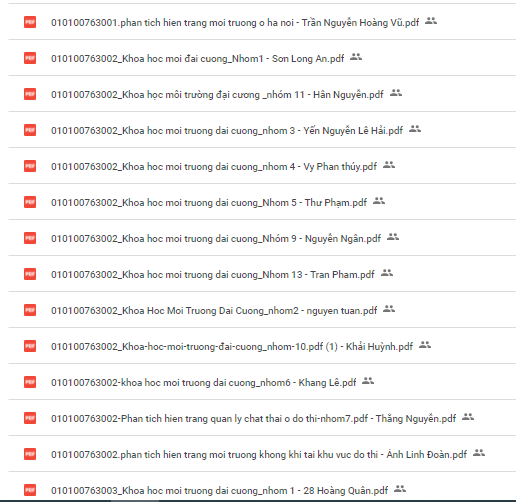 010100763001.phan tich hien trang moi truong o ha noi - Trần Nguyễn Hoàng Vũ.pdf
010100763002_Khoa học moi đai cuong_Nhom1 - Son Long An.pdf
010100763002_Khoa học môi trường đại cương _nhóm 11 - Hân Nguyễn.pdf
010100763002_Khoa hoc moi truong dai cuong_nhom 3 - Yến Nguyễn Lê Hải.pdf
010100763002_Khoa hoc moi truong dai cuong_nhom 4 - Vy Phan thúy.pdf
010100763002_Khoa hoc moi truong dai cuong_Nhom 5 - Thư Phạm.pdf
010100763002_Khoa hoc moi truong dai cuong_Nhóm 9 - Nguyễn Ngân.pdf
010100763002_Khoa hoc moi truong dai cuong_Nhom 13 - Tran Pham.pdf
010100763002_Khoa Hoc Moi Truong Dai Cuong_nhom2 - nguyen tuan.pdf
010100763002_Khoa-hoc-moi-truong-đai-cuong_nhom-10.pdf (1) - Khải Huỳnh.pdf
010100763002-khoa hoc moi truong dai cuong_nhom6 - Khang Lê.pdf
010100763002-Phan tich hien trang quan ly chat thai o do thi-nhom7.pdf - Thắng Nguyễn.pdf
010100763002.phan tich hien trang moi truong khong khi tai khu vuc do thi - Ánh Linh Đoàn.pdf
010100763003_Khoa hoc moi truong dai cuong_nhom 1 - 28 Hoàng Quân.pdf